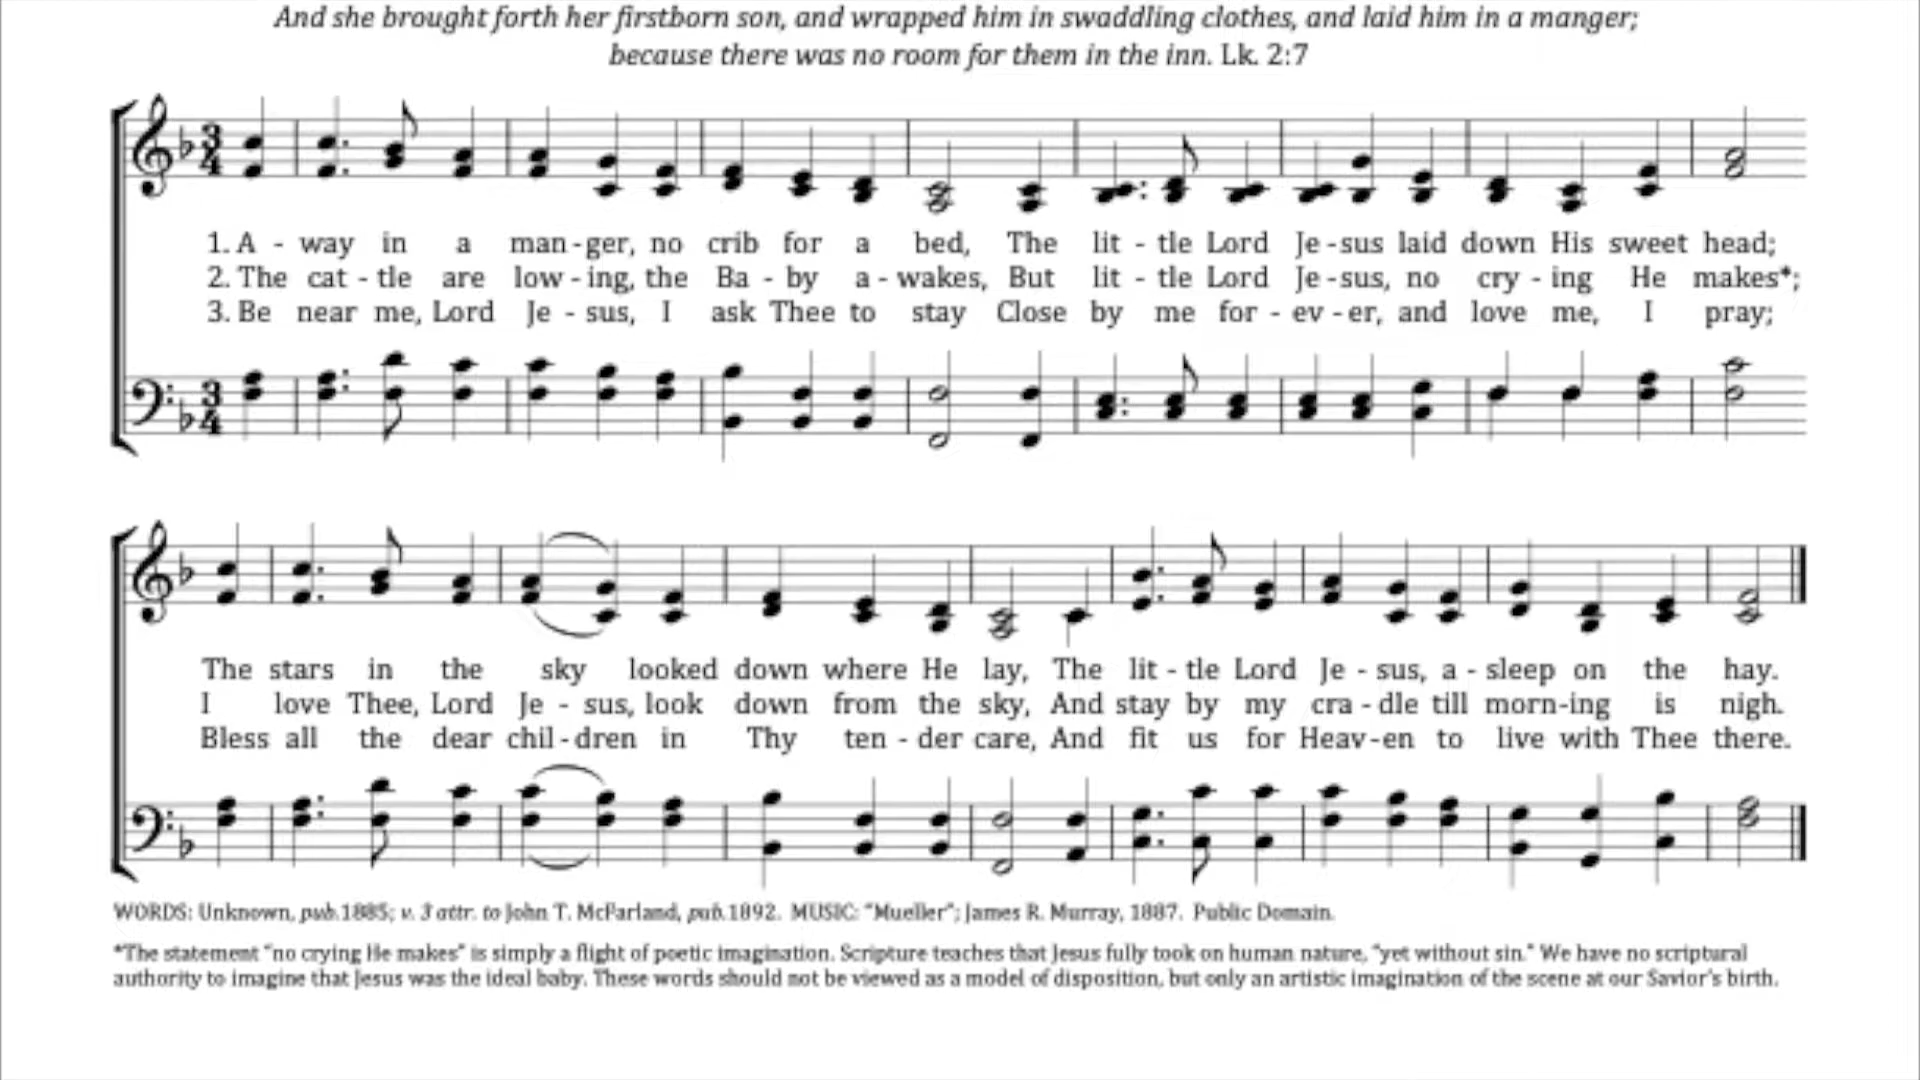 And she brought forth her firstborn son, and wrapped him in swaddling clothes, and laid him in a manger;
because there was no room for them in the inn. Lk. 2:7
3
4
1. A - way in a man - ger, no crib for a bed, The lit - tle Lord Je - sus laid down His sweet head;
2. The cat - tle are low - ing, the Ba - by a - wakes, But lit - tle Lord Je - sus, no cry - ing He makes*;
3. Be near me, Lord Je - sus, I ask Thee to stay Close by me for - ev - er, and love me, I pray;
3
4
The stars in the sky looked down where He lay, The lit - tle Lord Je - sus, a - sleep on the hay.
I love Thee, Lord Je - sus, look down from the sky, And stay by my cra - dle till morn - ing is nigh.
Bless all the dear chil - dren in Thy ten - der care, And fit us for Heav - en to live with Thee there.
WORDS: Unknown, pub.1885; v. 3 attr. to John T. McFarland, pub.1892. MUSIC: "Mueller"; James R. Murray, 1887. Public Domain.
*The statement "no crying He makes" is simply a flight of poetic imagination. Scripture teaches that Jesus fully took on human nature, "yet without sin." We have no scriptural
authority to imagine that Jesus was the ideal baby. These words should not be viewed as a model of disposition, but only an artistic imagination of the scene at our Savior's birth.